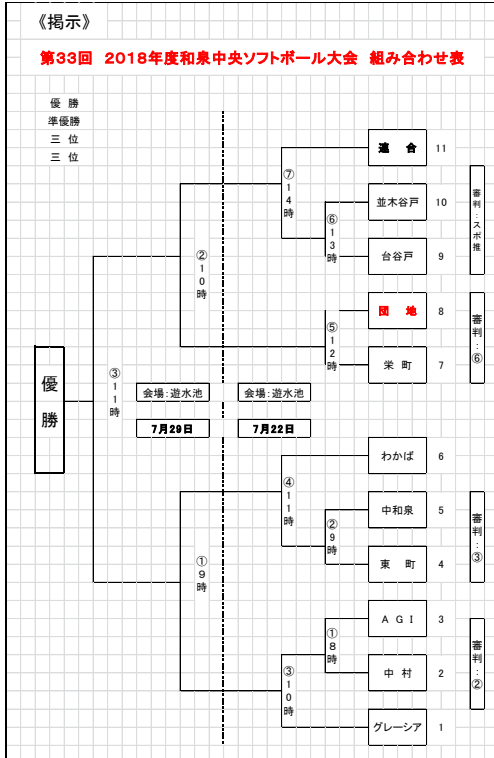 《掲示》
第33回 2018年度和泉中央ソフトボール大会 組み合わせ表
優 勝
準優勝
三 位
三 位
連 合 11
⑦14時
並木谷戸 10
⑥13時
審判:スポ推
台谷戸 9
②10時
団 地 8
⑤12時
審判:⑥
栄 町 7
優勝
③11時
会場:遊水池 会場:遊水池
7月29日 7月22日
わかば 6
④11時
中和泉 5
②9時
審判:③
東 町 4
①9時
A G I 3
①8時
審判:②
中 村 2
③10時
グレーシア 1